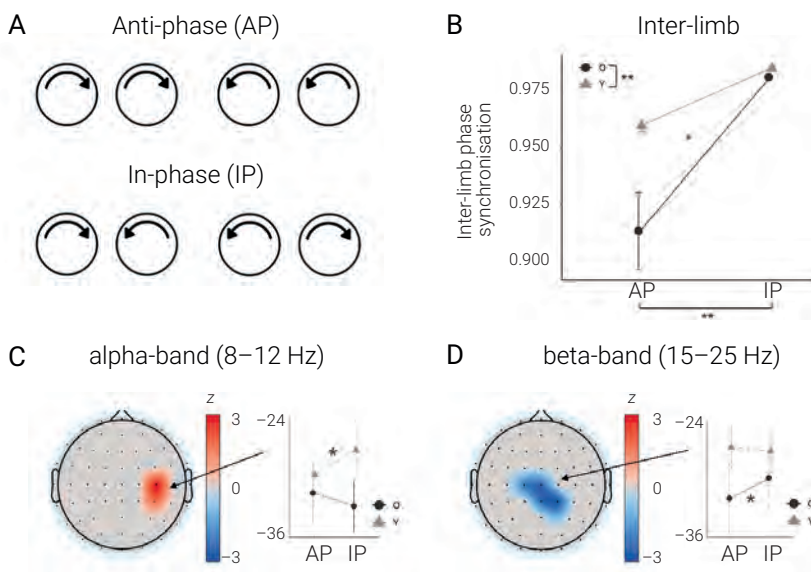 A
Anti-phase (AP)
In-phase (IP)
B
Inter-limb
O
Y
**
Inter-limb phase
synchronisation
0.975
0.950
0.925
0.900
*
AP
IP
**
C
alpha-band (8–12 Hz)
z
3
0
−3
−24
−36
*
AP
IP
O
Y
D
beta-band (15–25 Hz)
z
3
0
−3
−24
−36
*
AP
IP